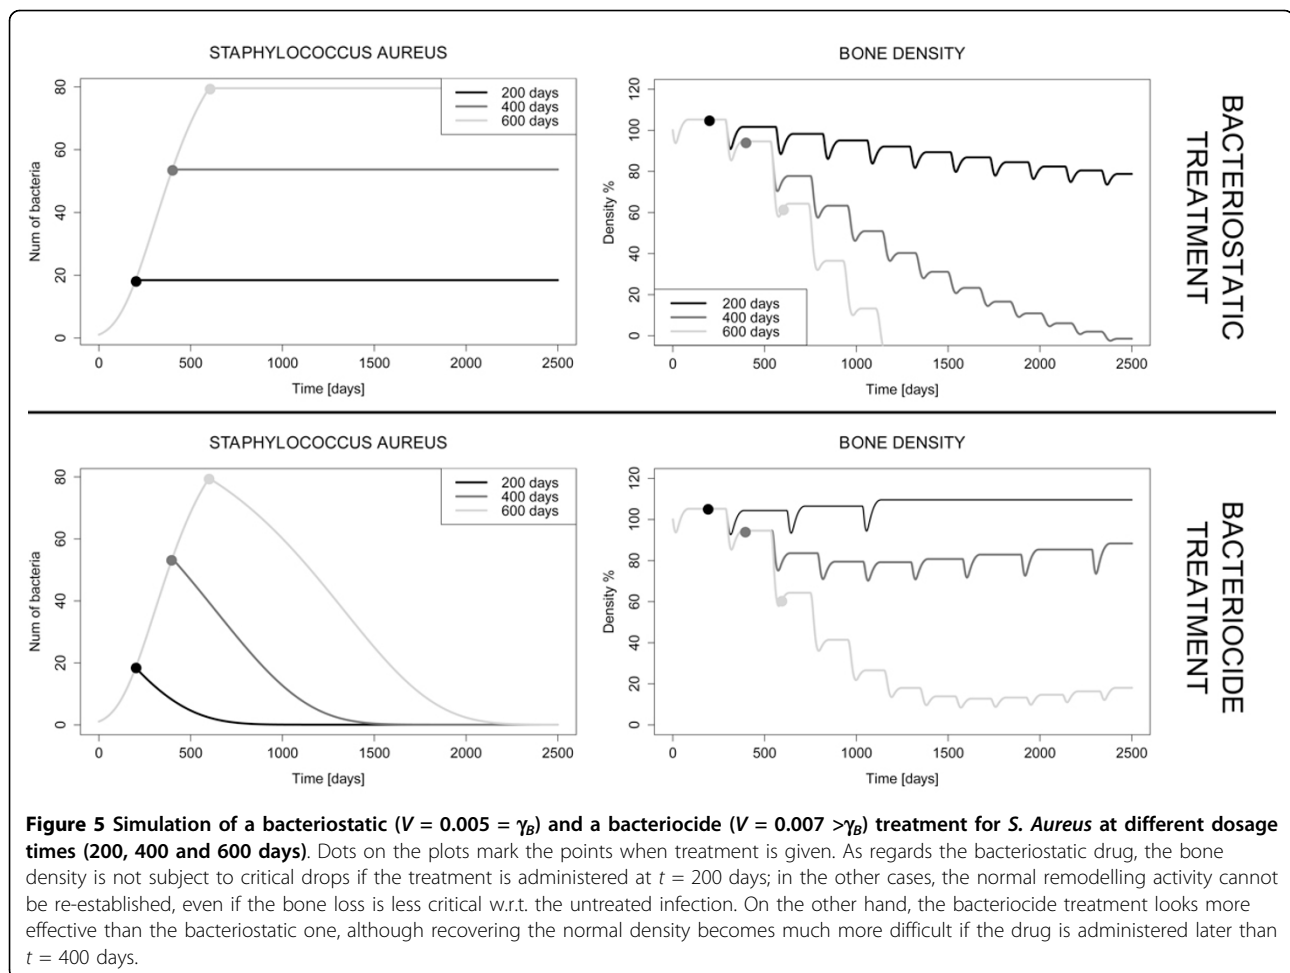 STAPHYLOCOCCUS AUREUS
Num of bacteria
80
60
40
20
0
200 days
400 days
600 days
0 500 1000 1500 2000 2500
Time [days]
BONE DENSITY
Density %
120
100
80
60
40
20
0
200 days
400 days
600 days
0 500 1000 1500 2000 2500
Time [days]
BACTERIOSTATIC
TREATMENT
STAPHYLOCOCCUS AUREUS
Num of bacteria
80
60
40
20
0
200 days
400 days
600 days
0 500 1000 1500 2000 2500
Time [days]
BONE DENSITY
Density %
120
100
80
60
40
20
0
0 500 1000 1500 2000 2500
Time [days]
BACTERIOCIDE
TREATMENT
Figure 5 Simulation of a bacteriostatic (V = 0.005 = γB) and a bacteriocide (V = 0.007 >γB) treatment for S. Aureus at different dosage
times (200, 400 and 600 days). Dots on the plots mark the points when treatment is given. As regards the bacteriostatic drug, the bone
density is not subject to critical drops if the treatment is administered at t = 200 days; in the other cases, the normal remodelling activity cannot
be re-established, even if the bone loss is less critical w.r.t. the untreated infection. On the other hand, the bacteriocide treatment looks more
effective than the bacteriostatic one, although recovering the normal density becomes much more difficult if the drug is administered later than
t = 400 days.